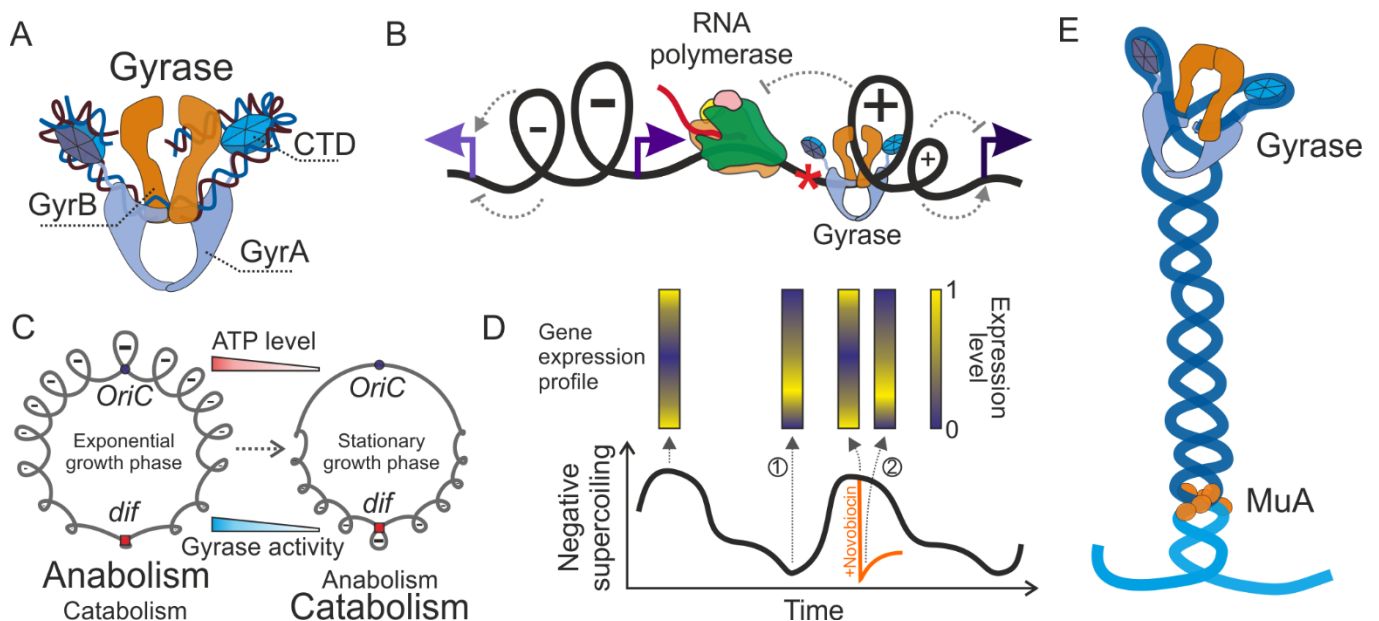 A
Gyrase
CTD
GyrB
GyrA
B
RNA
polymerase
-
-
+
+
*
Gyrase
C
ATP level
-
-
-
-
-
-
-
OriC
OriC
Exponential
growth phase
Stationary
growth phase
dif
dif
-
Gyrase activity
Anabolism
Catabolism
Anabolism
Catabolism
D
Gene
expression
profile
1
0
Expression
level
①
②
Negative
supercoiling
+Novobiocin
Time
E
Gyrase
MuA